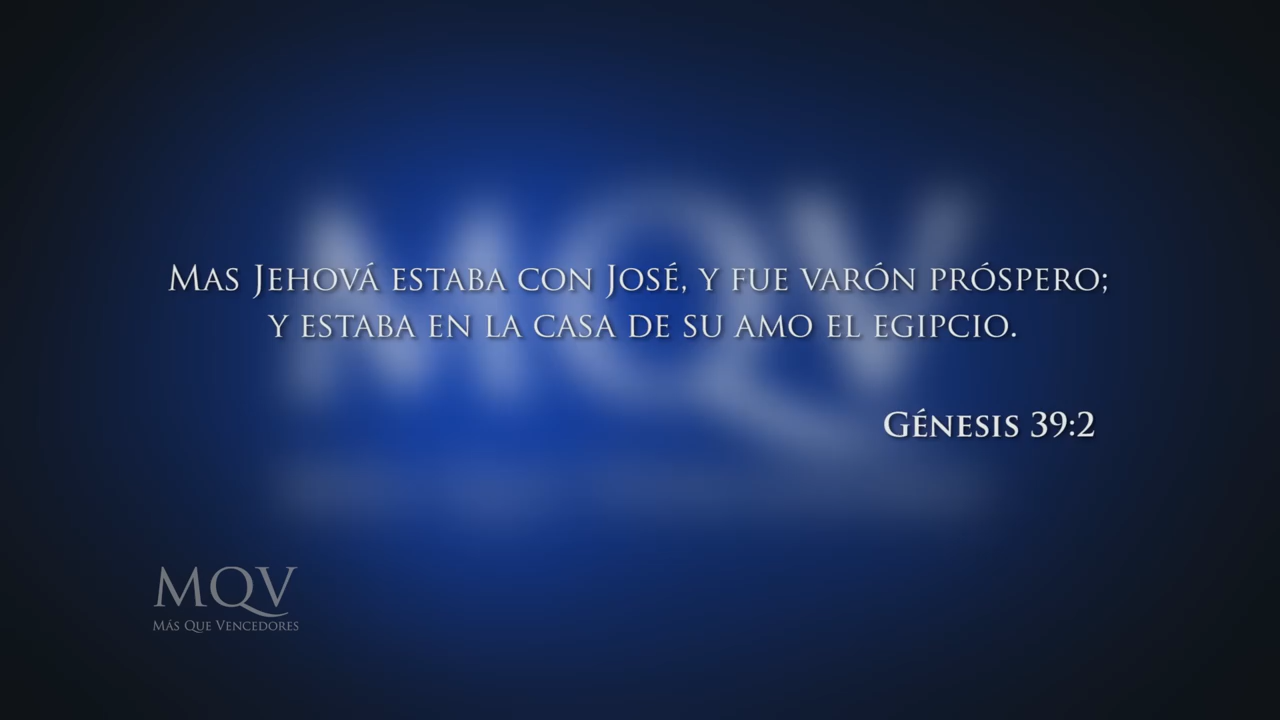 Mas Jehová estaba con José, y fue varón próspero;
y estaba en la casa de su amo el egipcio.
Génesis 39:2
MQV
MQV
Más Que Vencedores